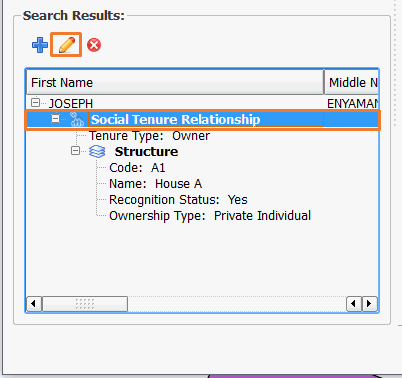 Search Results:
First Name Middle N
JOSEPH ENYAMAN
Social Tenure Relationship
Tenure Type: Owner
Structure
Code: A1
Name: House A
Recognition Status: Yes
Ownership Type: Private Individual